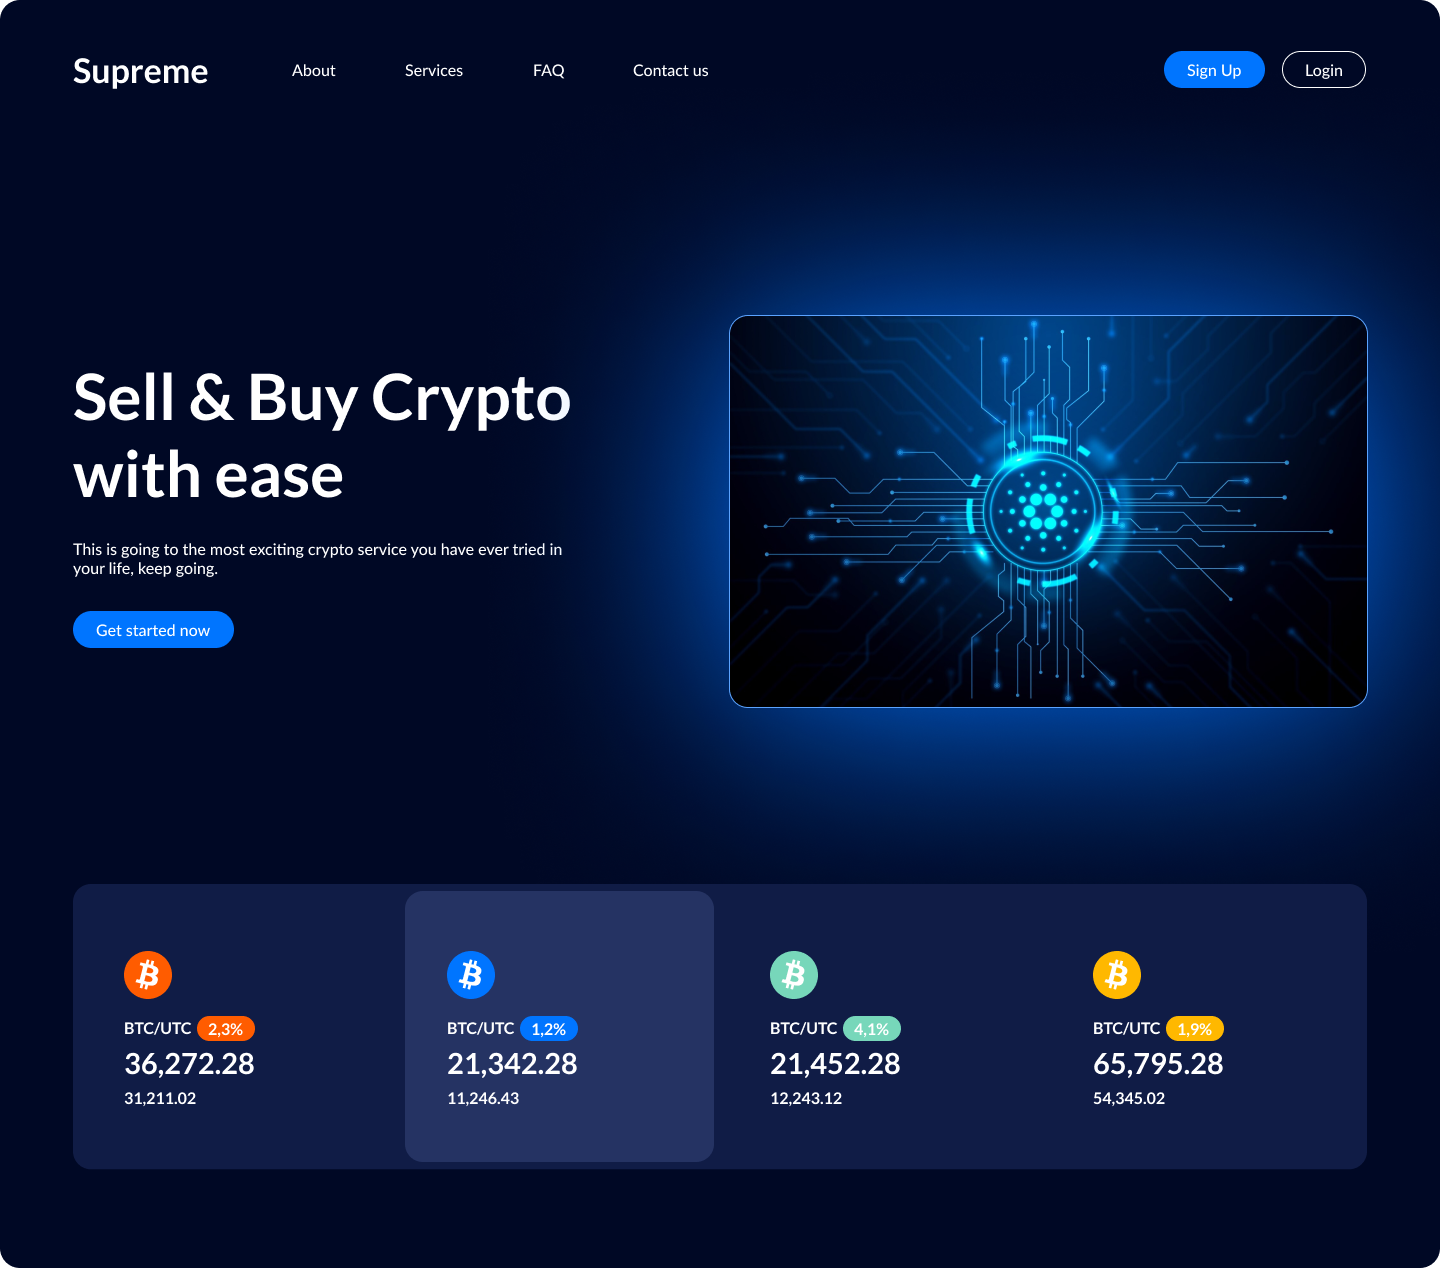 Supreme
About
Services
FAQ
Contact us
Sign Up
Login
Sell & Buy Crypto
with ease
This is going to the most exciting crypto service you have ever tried in
your life, keep going.
Get started now
BTC/UTC 2,3%
36,272.28
31,211.02
BTC/UTC 1,2%
21,342.28
11,246.43
BTC/UTC 4,1%
21,452.28
12,243.12
BTC/UTC 1,9%
65,795.28
54,345.02